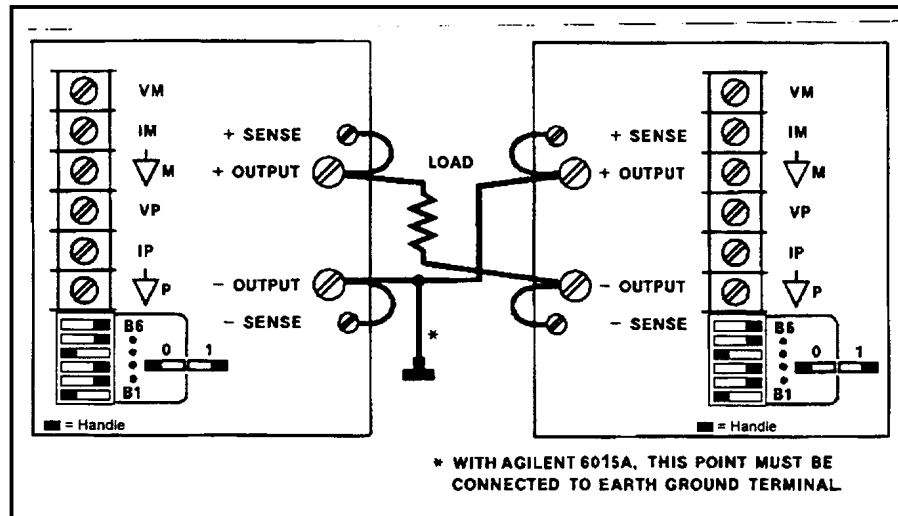 VM
IM
M
VP
IP
P
+ SENSE
+ OUTPUT
− OUTPUT
− SENSE
B6
0 1
B1
■ = Handle
LOAD
*
+ SENSE
+ OUTPUT
− OUTPUT
− SENSE
VM
IM
M
VP
IP
P
B6
0 1
B1
■ = Handle
* WITH AGILENT 6015A, THIS POINT MUST BE
CONNECTED TO EARTH GROUND TERMINAL